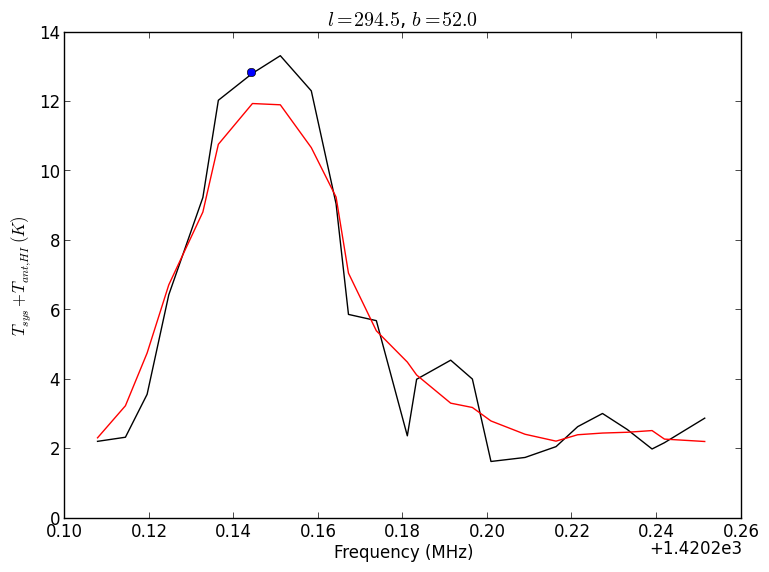 l = 294.5, b = 52.0
T_sys + T_ant,HI (K)
14
12
10
8
6
4
2
0
0.10 0.12 0.14 0.16 0.18 0.20 0.22 0.24 0.26
Frequency (MHz)
+1.4202e3